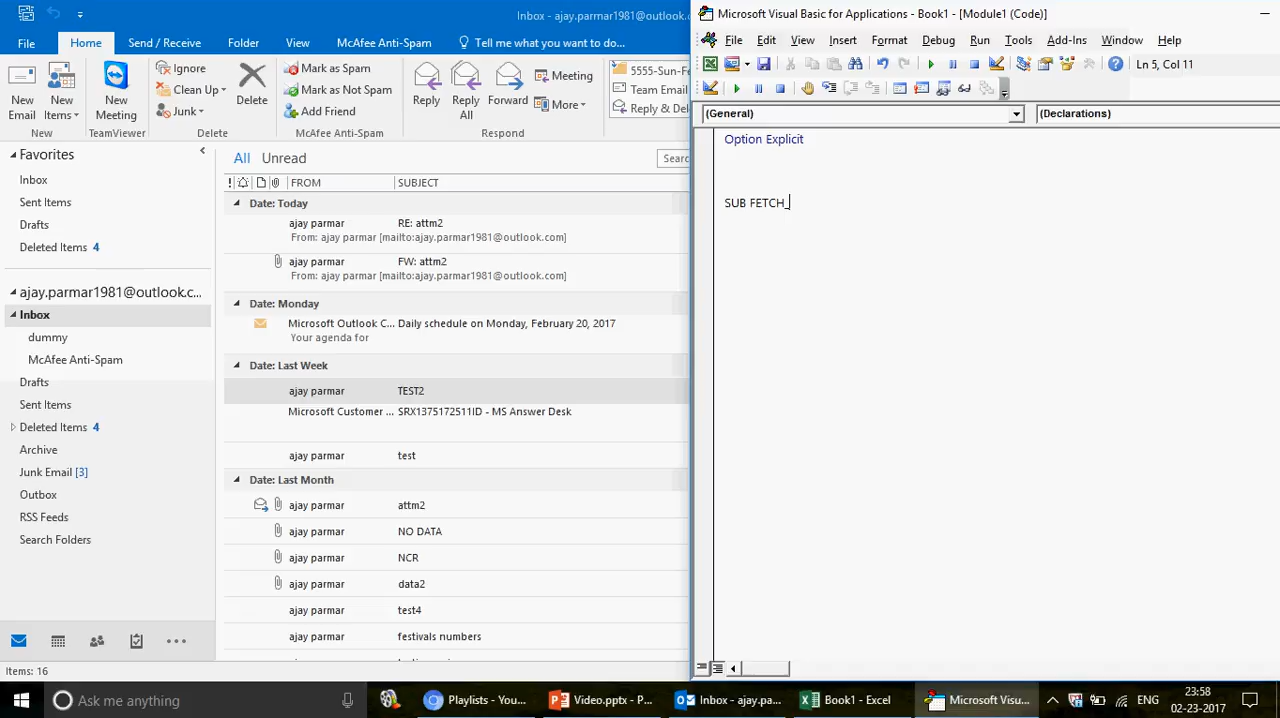 Inbox - ajay.parmar1981@outlook.
File
Home
Send / Receive
Folder
View
McAfee Anti-Spam
Tell me what you want to do...
New Email
New Items
New
New Meeting
TeamViewer
Ignore
Clean Up
Junk
Delete
Delete
Mark as Spam
Mark as Not Spam
Add Friend
McAfee Anti-Spam
Reply
Reply All
Forward
Meeting
More
Respond
5555-Sun-Fe
Team Email
Reply & Del
Favorites
Inbox
Sent Items
Drafts
Deleted Items 4
ajay.parmar1981@outlook.c...
Inbox
dummy
McAfee Anti-Spam
Drafts
Sent Items
Deleted Items 4
Archive
Junk Email [3]
Outbox
RSS Feeds
Search Folders
All Unread
Searc
FROM SUBJECT
Date: Today
ajay parmar RE: attm2
From: ajay parmar [mailto:ajay.parmar1981@outlook.com]
ajay parmar FW: attm2
From: ajay parmar [mailto:ajay.parmar1981@outlook.com]
Date: Monday
Microsoft Outlook C... Daily schedule on Monday, February 20, 2017
Your agenda for
Date: Last Week
ajay parmar TEST2
Microsoft Customer ... SRX1375172511ID - MS Answer Desk
ajay parmar test
Date: Last Month
ajay parmar attm2
ajay parmar NO DATA
ajay parmar NCR
ajay parmar data2
ajay parmar test4
ajay parmar festivals numbers
Items: 16
Microsoft Visual Basic for Applications - Book1 - [Module1 (Code)]
File Edit View Insert Format Debug Run Tools Add-Ins Window Help
Ln 5, Col 11
(General)
(Declarations)
Option Explicit
SUB FETCH_
Ask me anything
Playlists - You...
Video.pptx - P...
Inbox - ajay.pa...
Book1 - Excel
Microsoft Visu...
ENG
23:58
02-23-2017